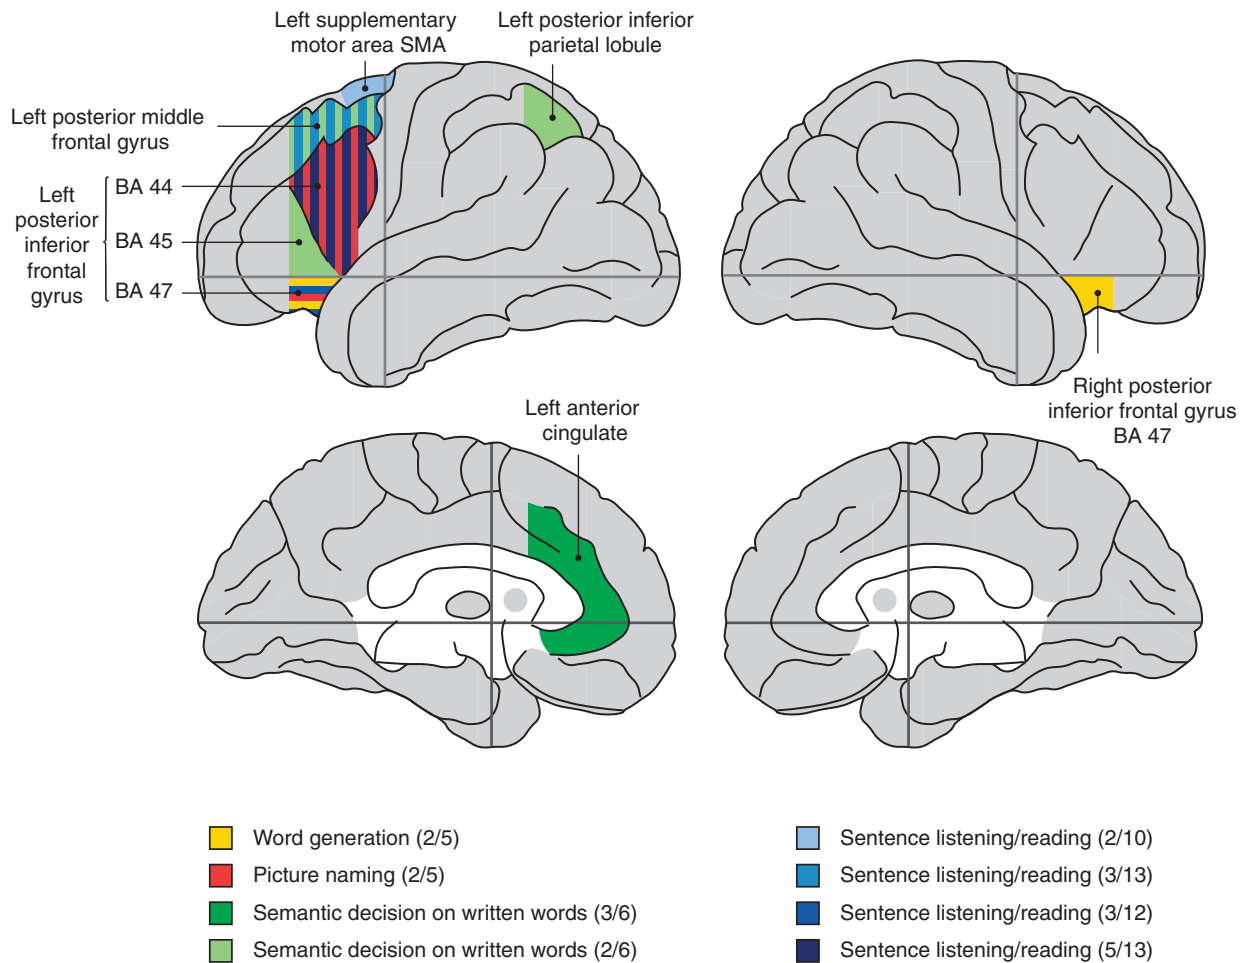 Left supplementary
motor area SMA
Left posterior inferior
parietal lobule
Left posterior middle
frontal gyrus
Left
posterior
inferior
frontal
gyrus
BA 44
BA 45
BA 47
Right posterior
inferior frontal gyrus
BA 47
Left anterior
cingulate
Word generation (2/5)
Picture naming (2/5)
Semantic decision on written words (3/6)
Semantic decision on written words (2/6)
Sentence listening/reading (2/10)
Sentence listening/reading (3/13)
Sentence listening/reading (3/12)
Sentence listening/reading (5/13)